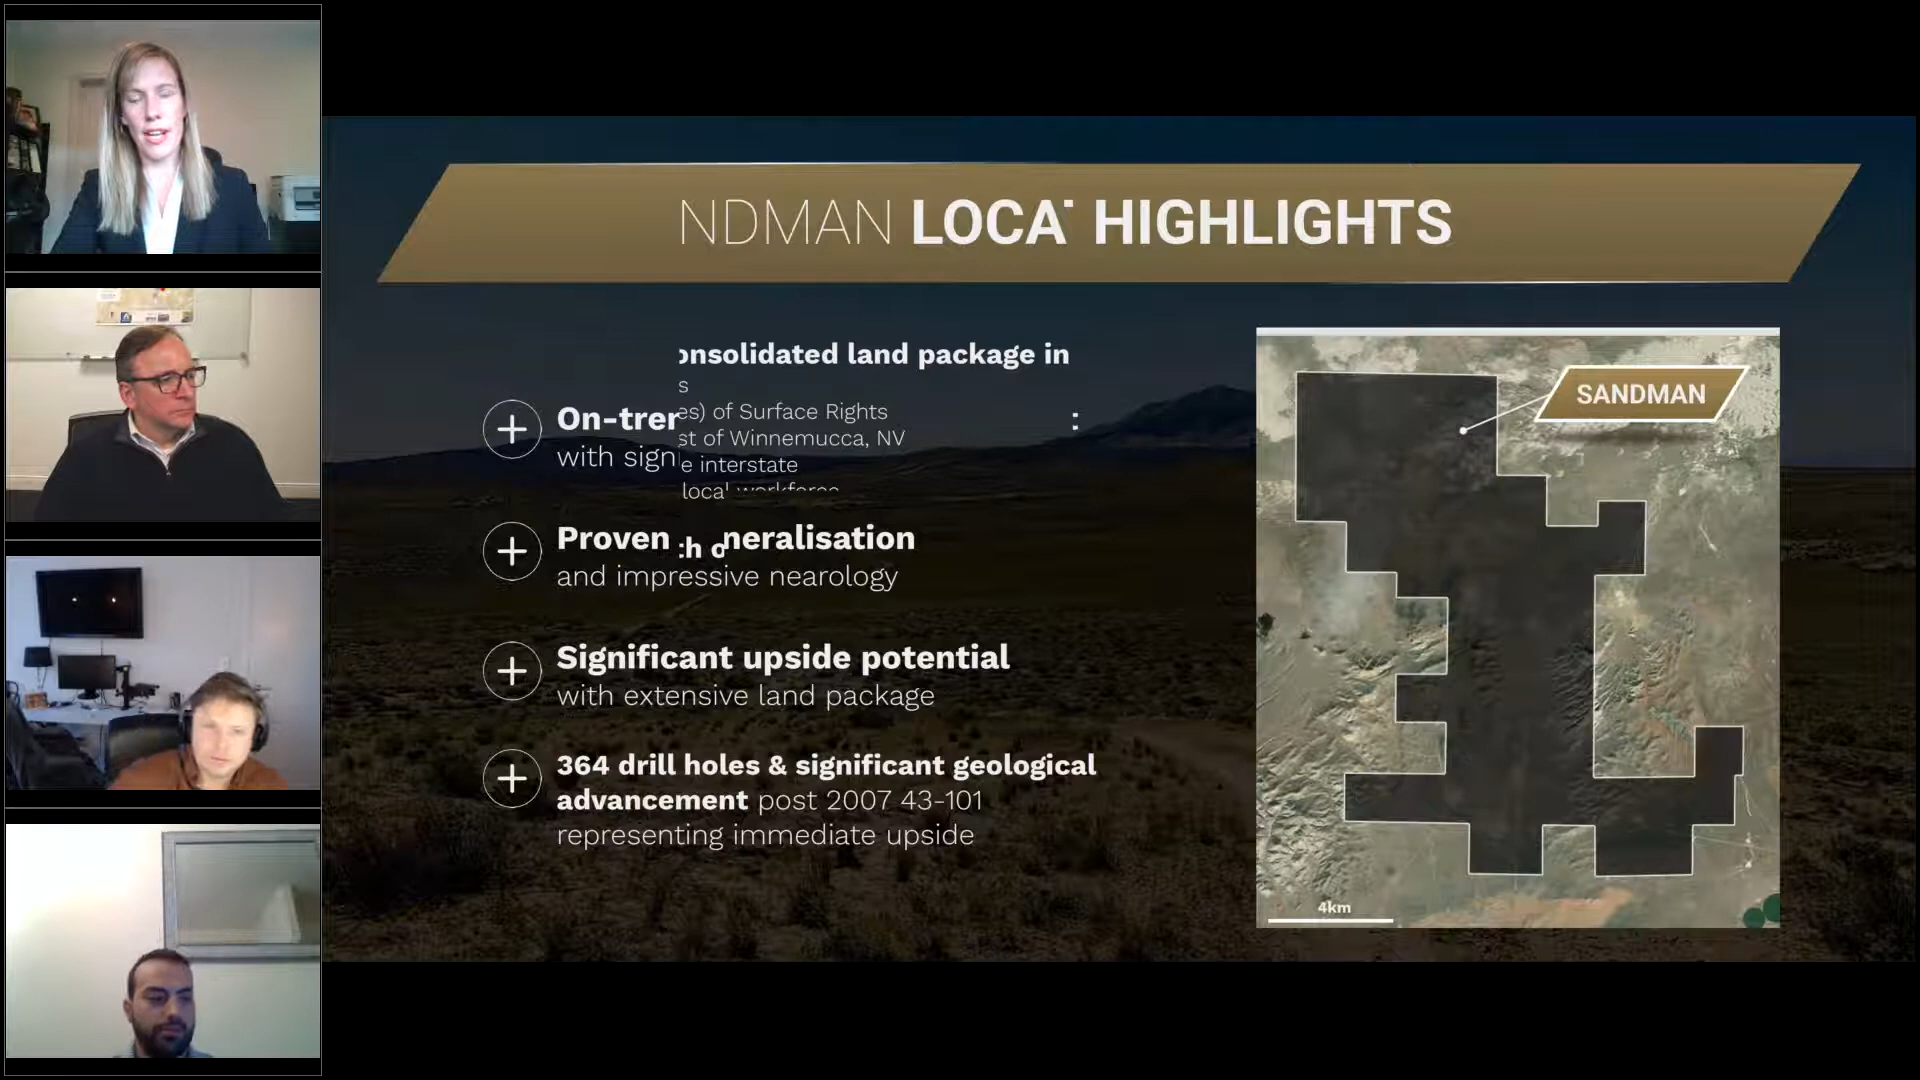 NDMAN LOCA HIGHLIGHTS
onsolidated land package in
s
es) of Surface Rights
On-tren
st of Winnemucca, NV
with sign
e interstate
local workforce
Proven neralisation
and impressive nearology
Significant upside potential
with extensive land package
364 drill holes & significant geological
advancement post 2007 43-101
representing immediate upside
SANDMAN
4km